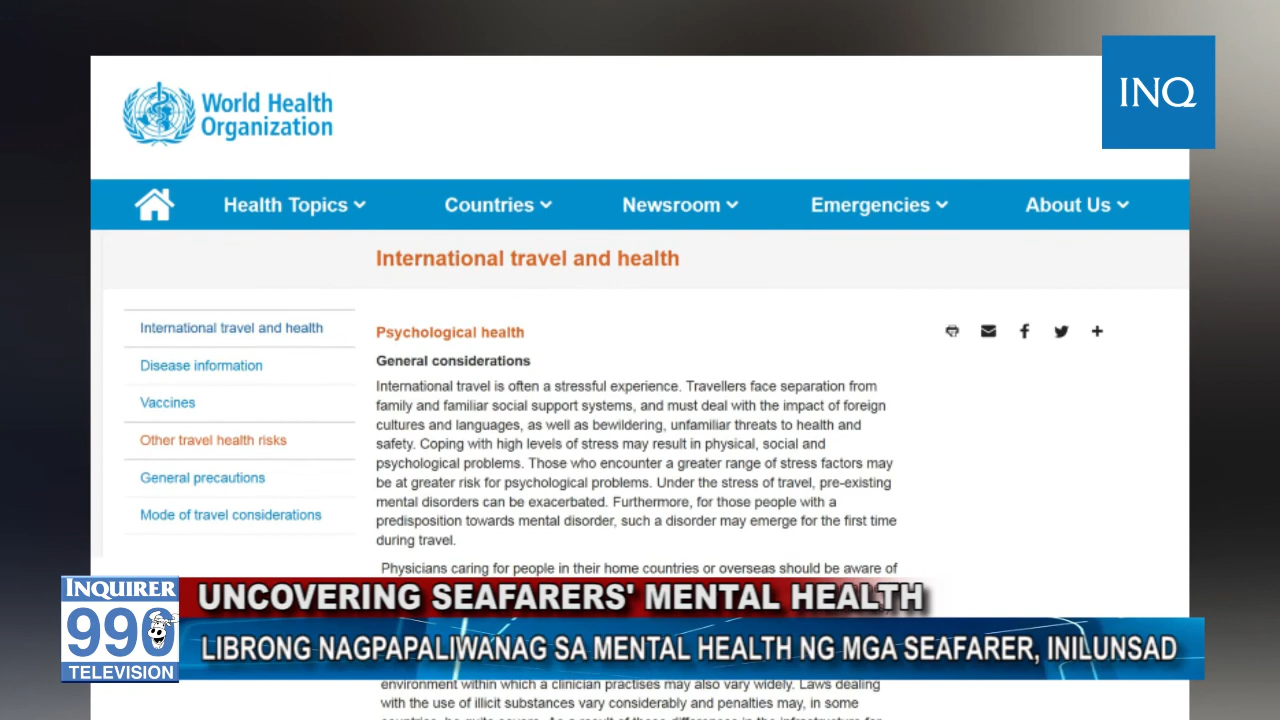 INQ
World Health
Organization
Health Topics
Countries
Newsroom
Emergencies
About Us
International travel and health
International travel and health
Disease information
Vaccines
Other travel health risks
General precautions
Mode of travel considerations
Psychological health
General considerations
International travel is often a stressful experience. Travellers face separation from
family and familiar social support systems, and must deal with the impact of foreign
cultures and languages, as well as bewildering, unfamiliar threats to health and
safety. Coping with high levels of stress may result in physical, social and
psychological problems. Those who encounter a greater range of stress factors may
be at greater risk for psychological problems. Under the stress of travel, pre-existing
mental disorders can be exacerbated. Furthermore, for those people with a
predisposition towards mental disorder, such a disorder may emerge for the first time
during travel.
Physicians caring for people in their home countries or overseas should be aware of
INQUIRER
990
TELEVISION
UNCOVERING SEAFARERS' MENTAL HEALTH
LIBRONG NAGPAPALIWANAG SA MENTAL HEALTH NG MGA SEAFARER, INILUNSAD
environment within which a clinician practises may also vary widely. Laws dealing
with the use of illicit substances vary considerably and penalties may, in some